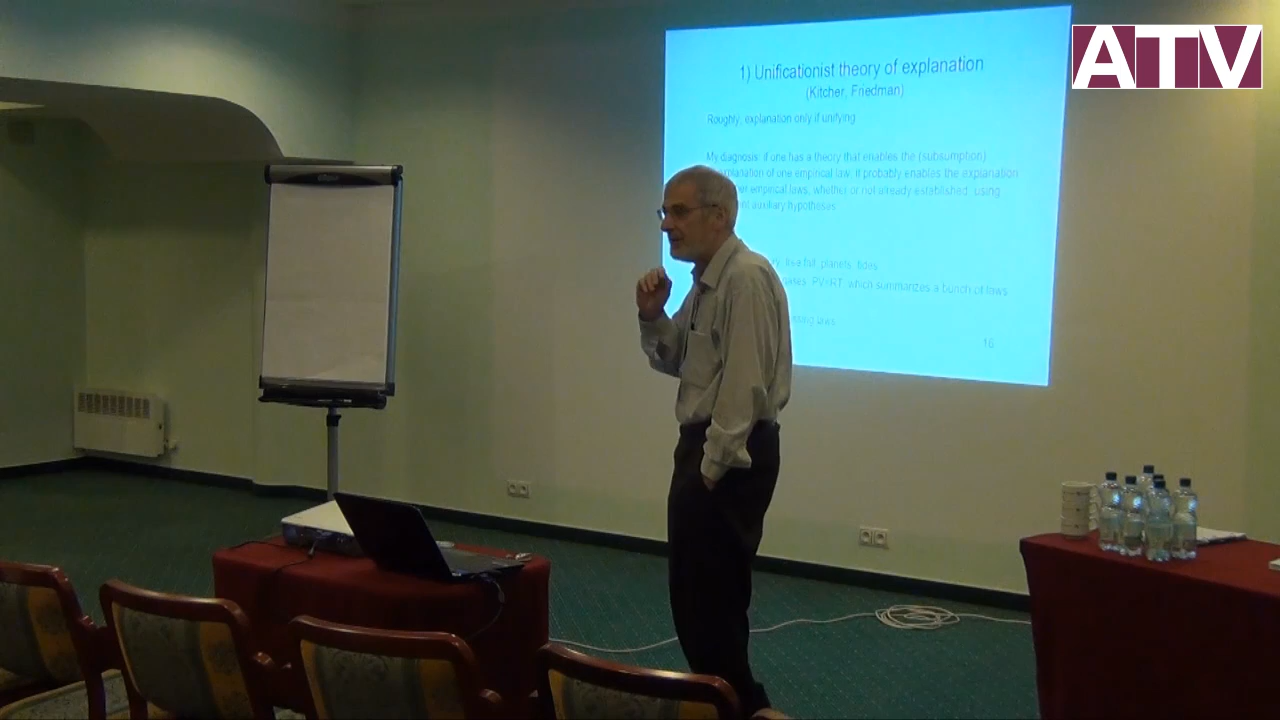 ATV
1) Unificationist theory of explanation
(Kitcher, Friedman)
Roughly, explanation only if unifying
My diagnosis: if one has a theory that enables the (subsumption)
explanation of one empirical law, it probably enables the explanation
empirical laws, whether or not already established, using
auxiliary hypotheses
fall, planets, tides
gases: PV=RT, which summarizes a bunch of laws
laws
16